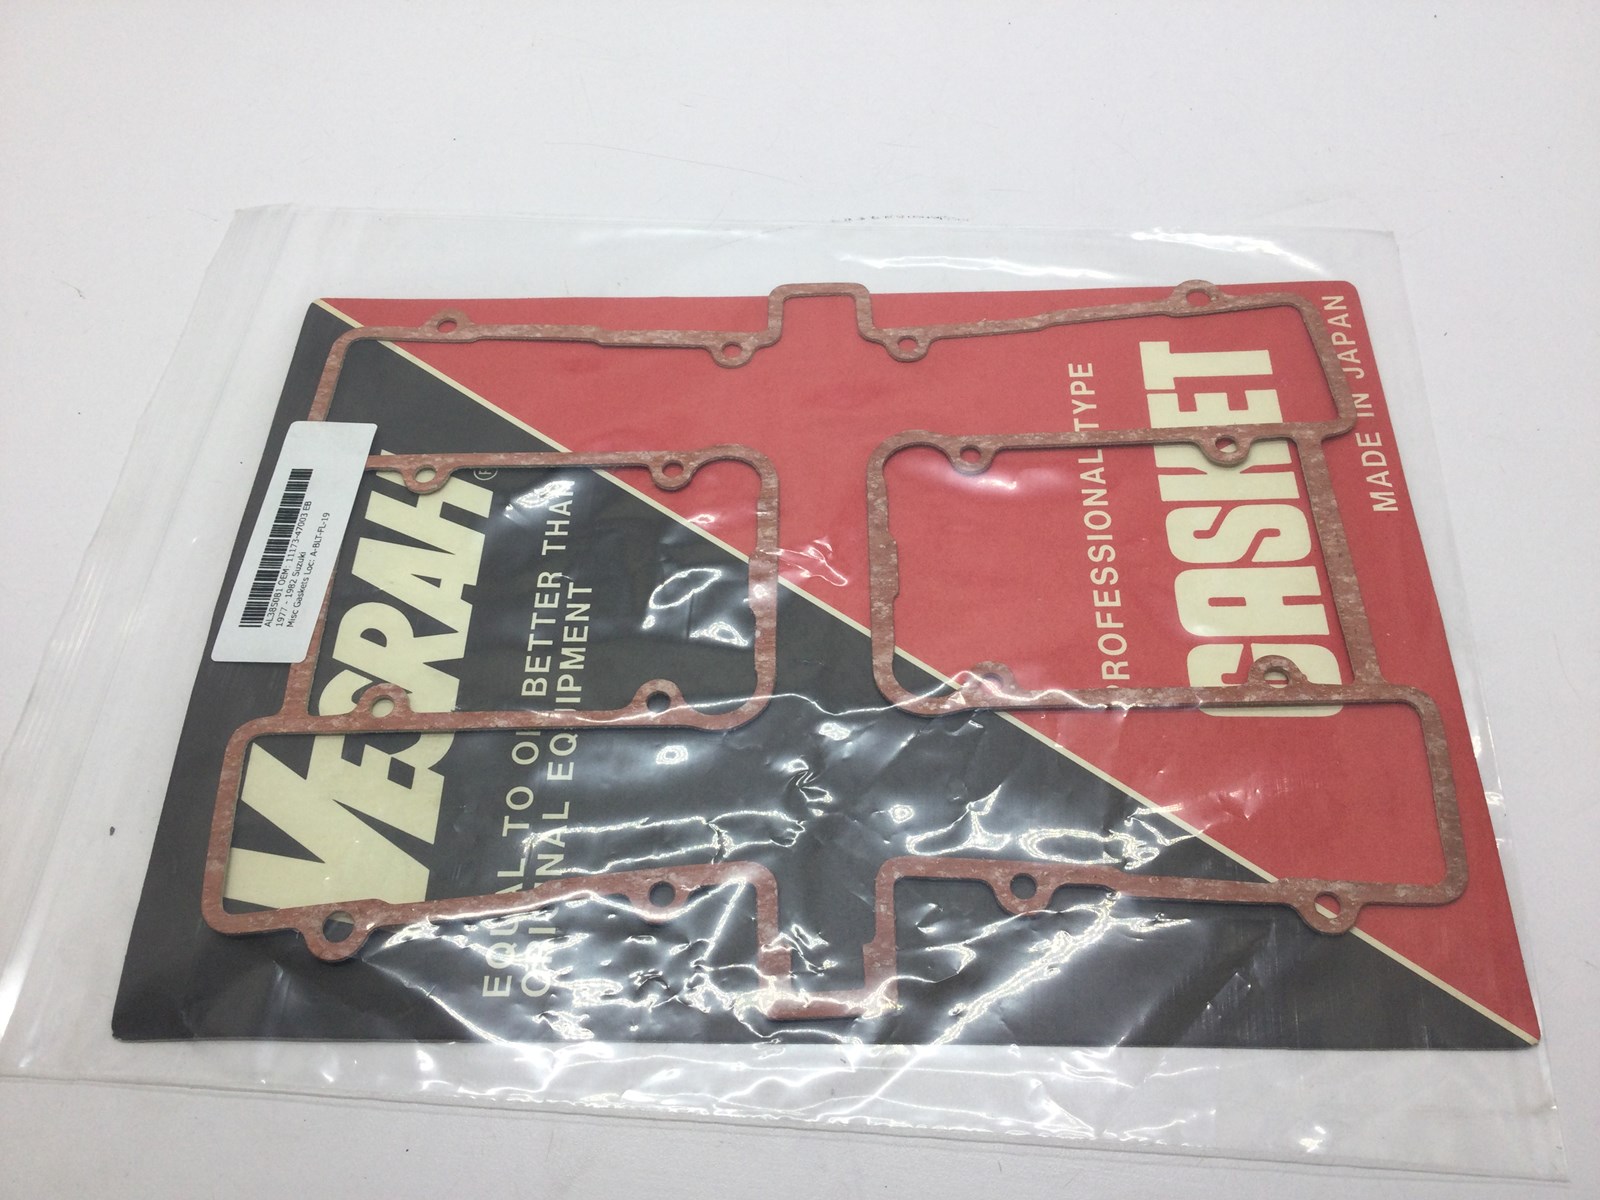 VESRAH
®
EQUAL TO OR BETTER THAN
ORIGINAL EQUIPMENT
PROFESSIONAL TYPE
GASKET
MADE IN JAPAN
AL385081 OEM: 11173-47003 EB
1977 - 1982 Suzuki
Misc Gaskets Loc: A-BLT-FL-19